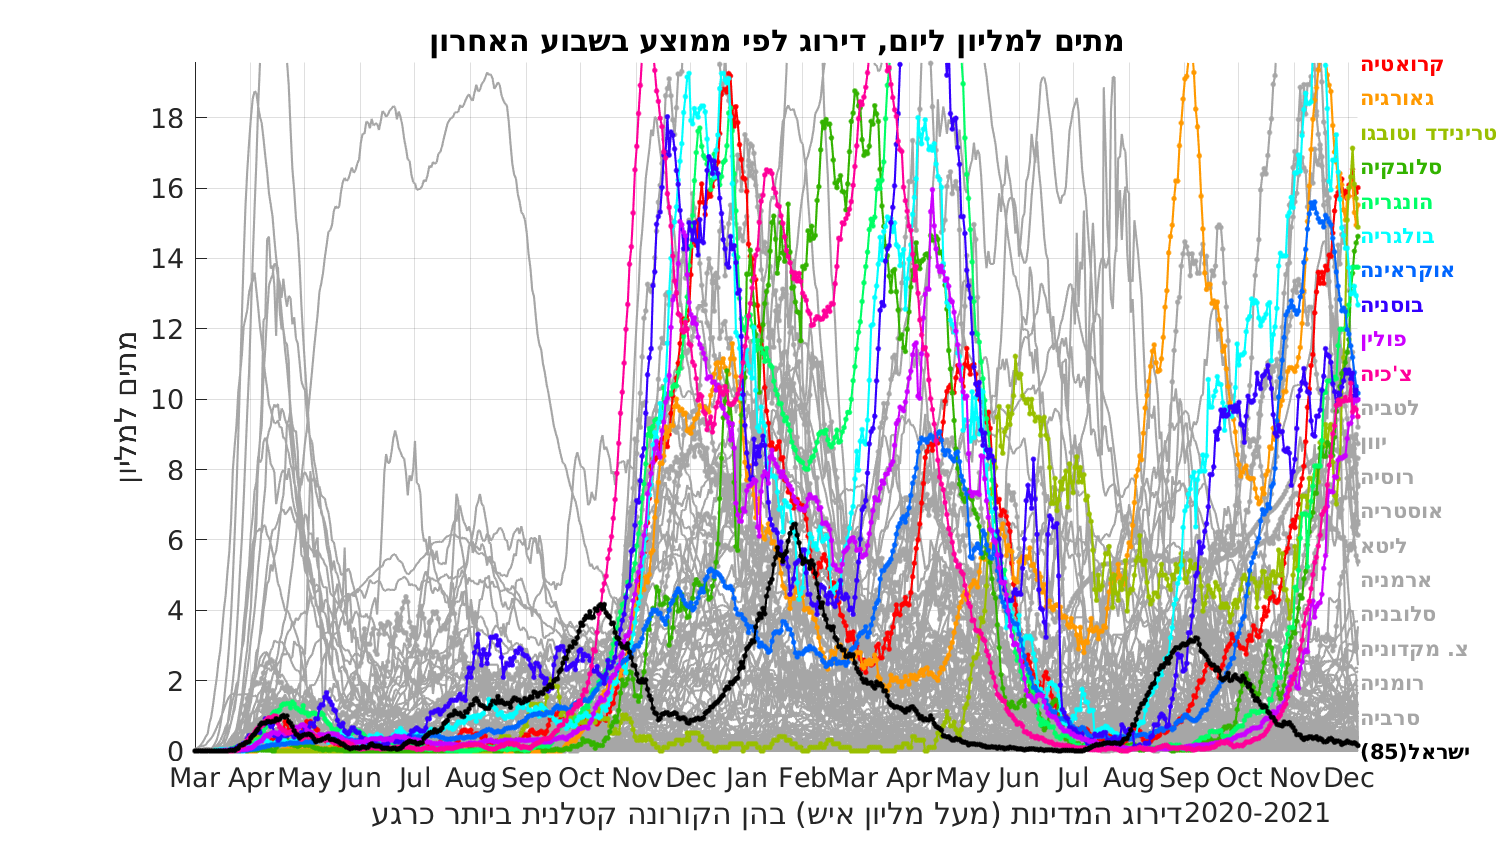 מתים למליון ליום, דירוג לפי ממוצע בשבוע האחרון
מתים למליון
18
16
14
12
10
8
6
4
2
0
Mar Apr May Jun Jul Aug Sep Oct Nov Dec Jan Feb Mar Apr May Jun Jul Aug Sep Oct Nov Dec
דירוג המדינות (מעל מליון איש) בהן הקורונה קטלנית ביותר כרגע 2020-2021
קרואטיה
גאורגיה
טרינידד וטובגו
סלובקיה
הונגריה
בולגריה
אוקראינה
בוסניה
פולין
צ'כיה
לטביה
יוון
רוסיה
אוסטריה
ליטא
ארמניה
סלובניה
צ. מקדוניה
רומניה
סרביה
ישראל(85)